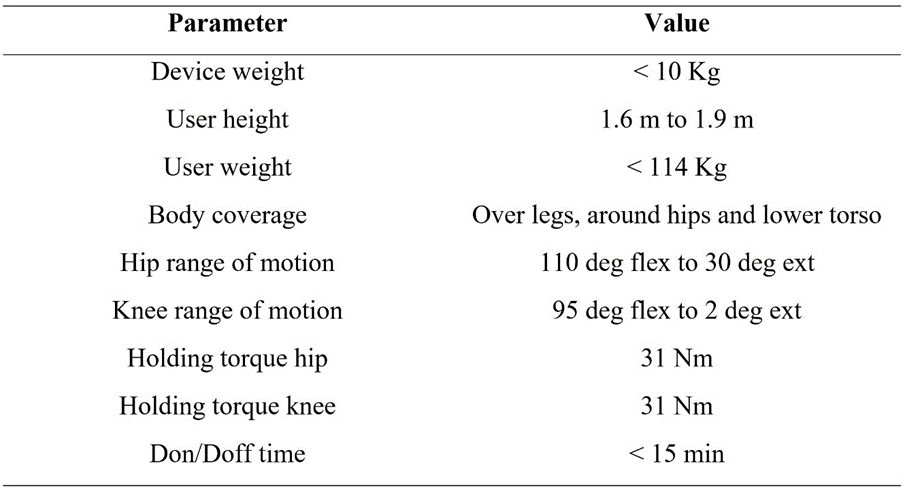 Parameter Value
Device weight < 10 Kg
User height 1.6 m to 1.9 m
User weight < 114 Kg
Body coverage Over legs, around hips and lower torso
Hip range of motion 110 deg flex to 30 deg ext
Knee range of motion 95 deg flex to 2 deg ext
Holding torque hip 31 Nm
Holding torque knee 31 Nm
Don/Doff time < 15 min